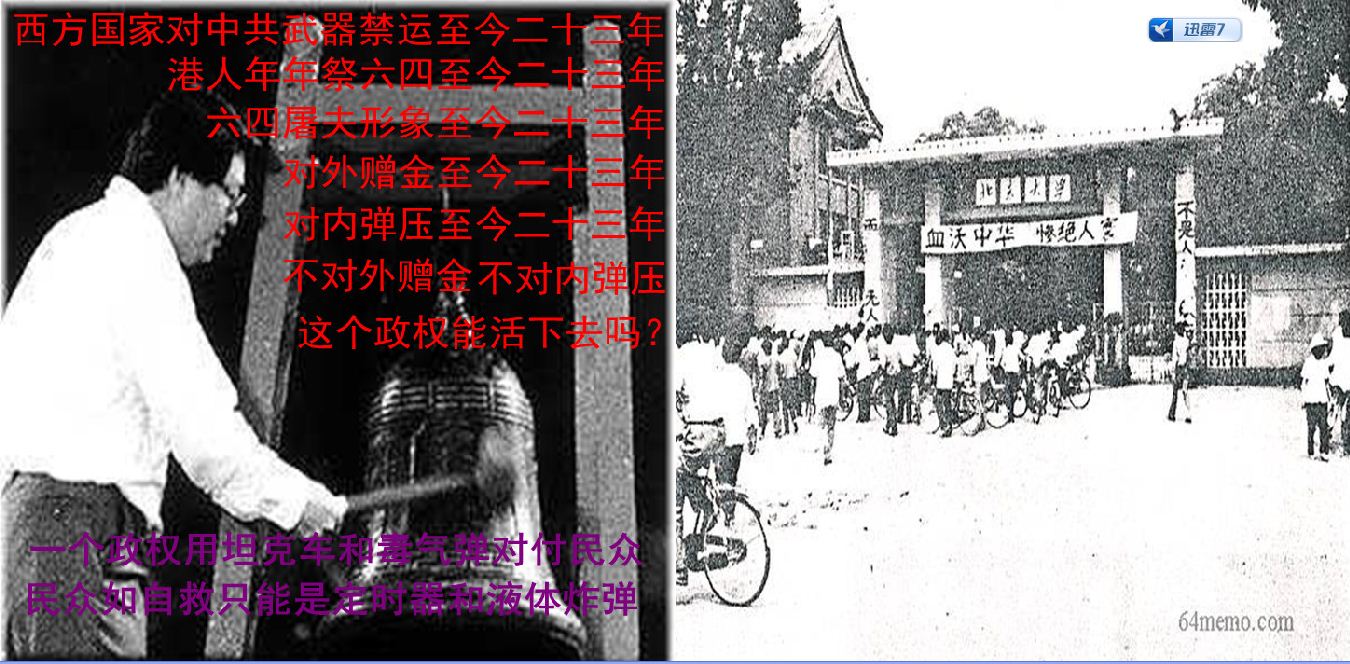 西方国家对中共武器禁运至今二十三年
港人年年祭六四至今二十三年
六四屠夫形象至今二十三年
对外赠金至今二十三年
对内弹压至今二十三年
不对外赠金 不对内弹压
这个政权能活下去吗?
一个政权用坦克车和毒气弹对付民众
民众如自救只能是定时器和液体炸弹
迅雷7
北京大学
血沃中华 惨绝人寰
不是人
64memo.com